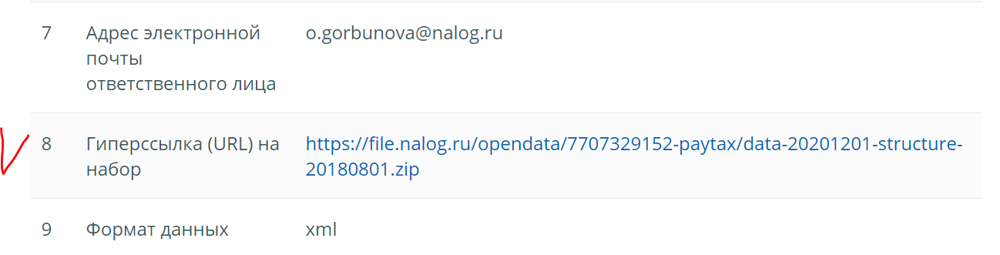 7 Адрес электронной o.gorbunova@nalog.ru
почты
ответственного лица
8 Гиперссылка (URL) на https://file.nalog.ru/opendata/7707329152-paytax/data-20201201-structure-
набор 20180801.zip
9 Формат данных xml